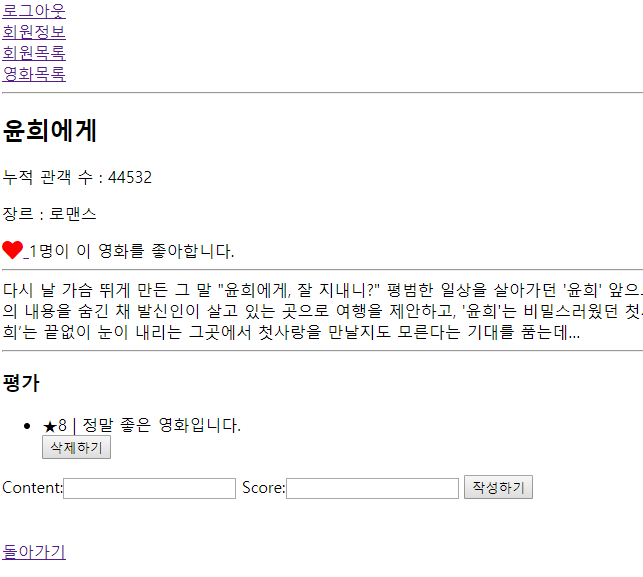 로그아웃
회원정보
회원목록
영화목록
윤희에게
누적 관객 수 : 44532
장르 : 로맨스
_1명이 이 영화를 좋아합니다.
다시 날 가슴 뛰게 만든 그 말 "윤희에게, 잘 지내니?" 평범한 일상을 살아가던 '윤희' 앞으
의 내용을 숨긴 채 발신인이 살고 있는 곳으로 여행을 제안하고, '윤희'는 비밀스러웠던 첫
희’는 끝없이 눈이 내리는 그곳에서 첫사랑을 만날지도 모른다는 기대를 품는데…
평가
• ★8 | 정말 좋은 영화입니다.
삭제하기
Content: Score: 작성하기
돌아가기